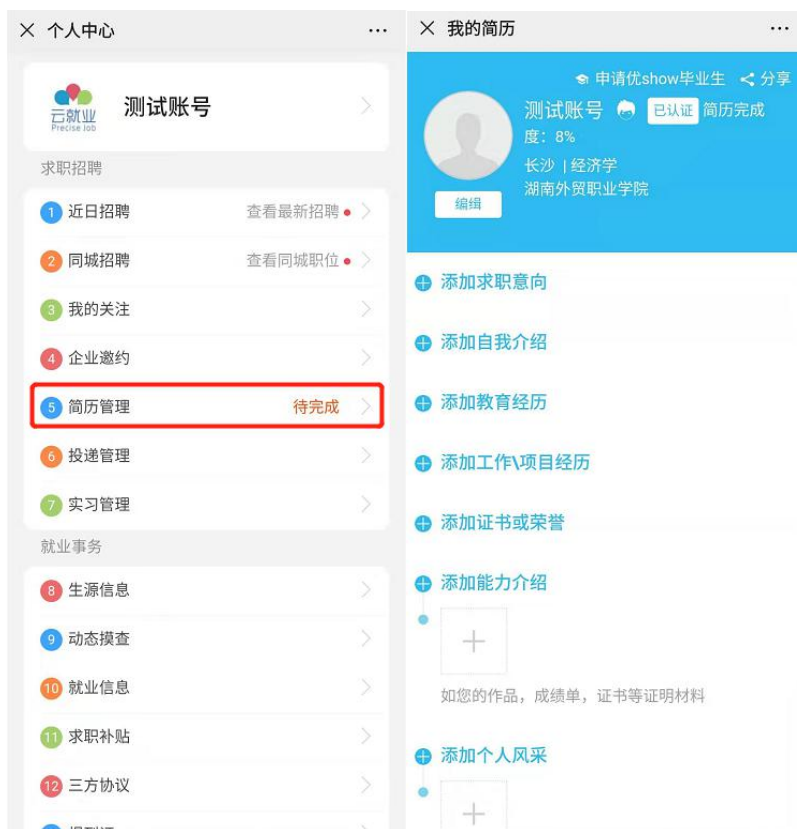 个人中心
云就业
Precise Job
测试账号
求职招聘
1 近日招聘 查看最新招聘
2 同城招聘 查看同城职位
3 我的关注
4 企业邀约
5 简历管理 待完成
6 投递管理
7 实习管理
就业事务
8 生源信息
9 动态摸查
10 就业信息
11 求职补贴
12 三方协议
我的简历
申请优show毕业生 分享
测试账号 已认证 简历完成
度：8%
长沙 | 经济学
湖南外贸职业学院
编缉
添加求职意向
添加自我介绍
添加教育经历
添加工作\项目经历
添加证书或荣誉
添加能力介绍
如您的作品，成绩单，证书等证明材料
添加个人风采